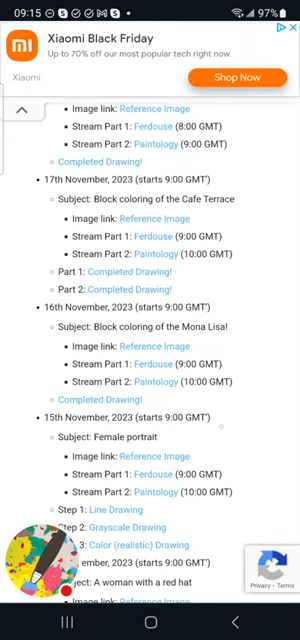 09:15
97%
Xiaomi Black Friday
Up to 70% off our most popular tech right now
Xiaomi
Shop Now
Image link: Reference Image
Stream Part 1: Ferdouse (8:00 GMT)
Stream Part 2: Paintology (9:00 GMT)
Completed Drawing!
17th November, 2023 (starts 9:00 GMT')
Subject: Block coloring of the Cafe Terrace
Image link: Reference Image
Stream Part 1: Ferdouse (9:00 GMT)
Stream Part 2: Paintology (10:00 GMT)
Part 1: Completed Drawing!
Part 2: Completed Drawing!
16th November, 2023 (starts 9:00 GMT')
Subject: Block coloring of the Mona Lisa!
Image link: Reference Image
Stream Part 1: Ferdouse (9:00 GMT)
Stream Part 2: Paintology (10:00 GMT)
Completed Drawing!
15th November, 2023 (starts 9:00 GMT')
Subject: Female portrait
Image link: Reference Image
Stream Part 1: Ferdouse (9:00 GMT)
Stream Part 2: Paintology (10:00 GMT)
Step 1: Line Drawing
Step 2: Grayscale Drawing
3: Color (realistic) Drawing
ember, 2023 (starts 9:00 GMT')
ject: A woman with a red hat
Image link: Reference Image
Privacy - Terms